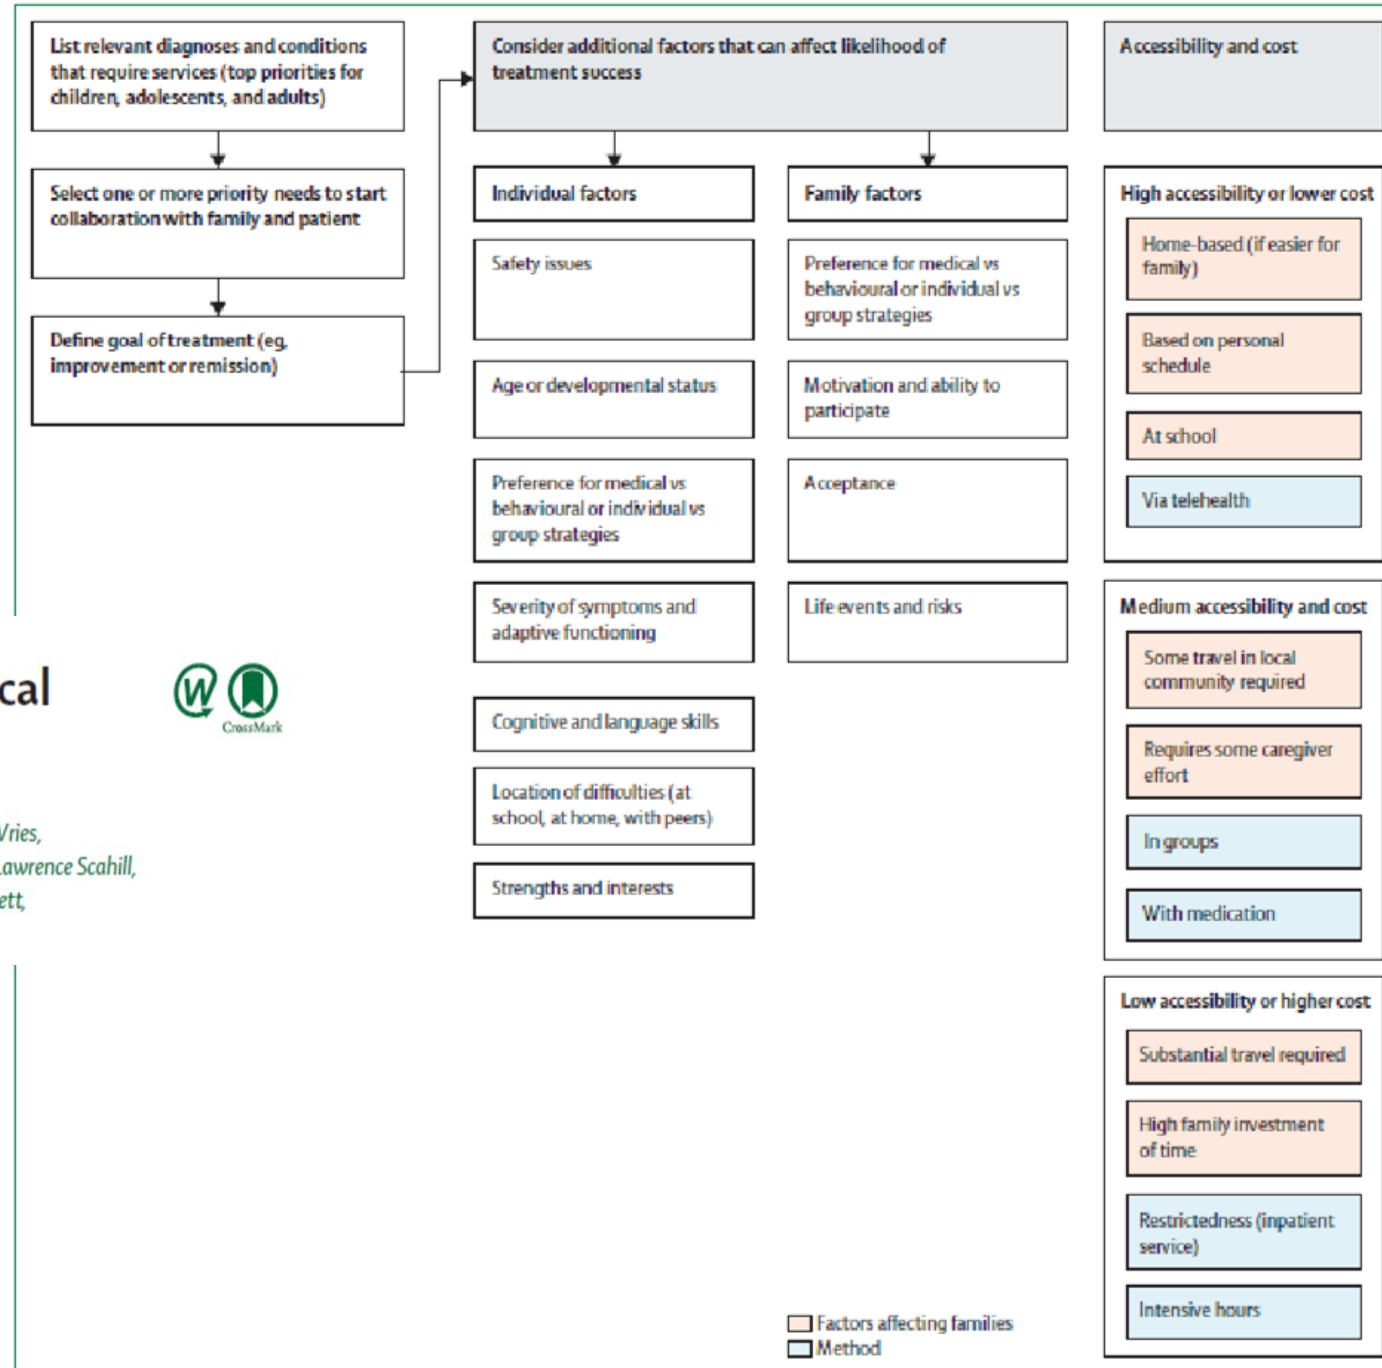 List relevant diagnoses and conditions
that require services (top priorities for
children, adolescents, and adults)
Select one or more priority needs to start
collaboration with family and patient
Define goal of treatment (eg,
improvement or remission)
Consider additional factors that can affect likelihood of
treatment success
Individual factors
Safety issues
Age or developmental status
Preference for medical vs
behavioural or individual vs
group strategies
Severity of symptoms and
adaptive functioning
Cognitive and language skills
Location of difficulties (at
school, at home, with peers)
Strengths and interests
Family factors
Preference for medical vs
behavioural or individual vs
group strategies
Motivation and ability to
participate
Acceptance
Life events and risks
Accessibility and cost
High accessibility or lower cost
Home-based (if easier for
family)
Based on personal
schedule
At school
Via telehealth
Medium accessibility and cost
Some travel in local
community required
Requires some caregiver
effort
In groups
With medication
Low accessibility or higher cost
Substantial travel required
High family investment
of time
Restrictedness (inpatient
service)
Intensive hours
Factors affecting families
Method
cal
W
CrossMark
Vries,
Lawrence Scahill,
ett,